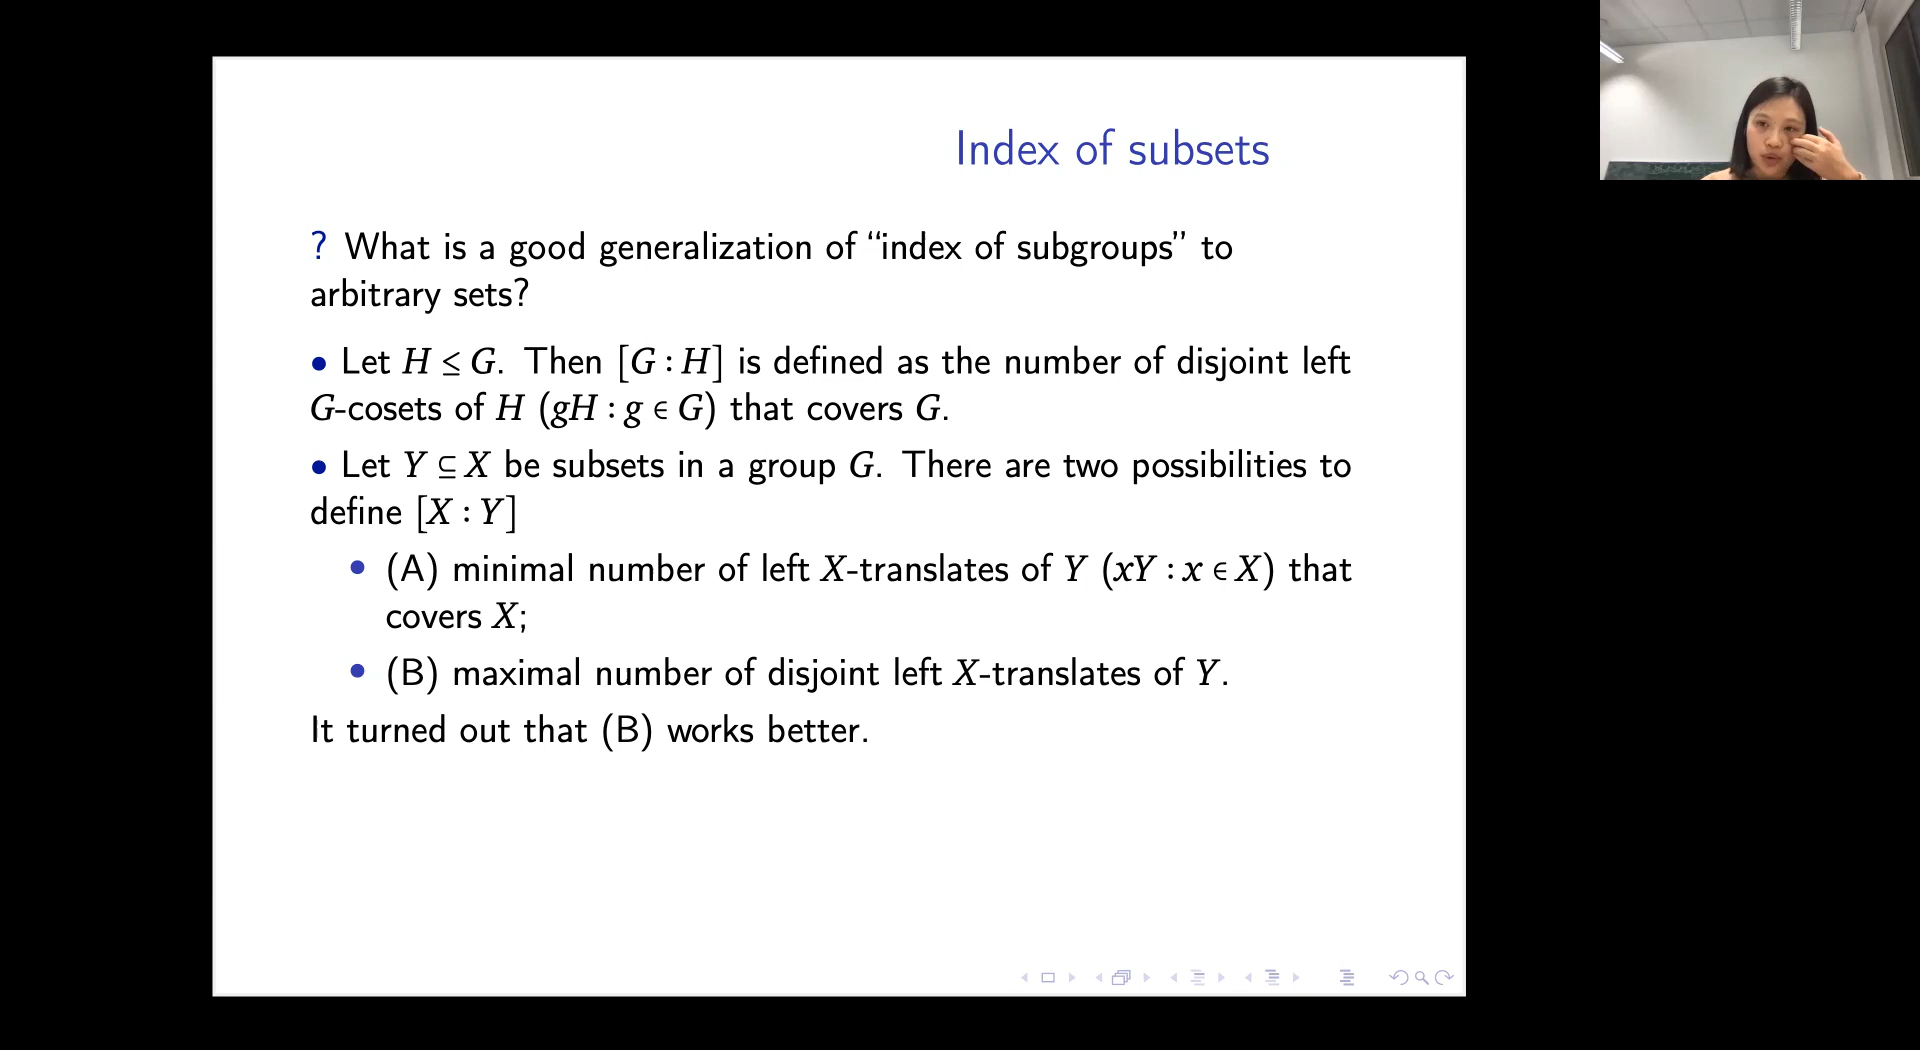 Index of subsets
? What is a good generalization of “index of subgroups” to
arbitrary sets?
• Let H ≤ G. Then [G : H] is defined as the number of disjoint left
G-cosets of H (gH : g ∈ G) that covers G.
• Let Y ⊆ X be subsets in a group G. There are two possibilities to
define [X : Y]
• (A) minimal number of left X-translates of Y (xY : x ∈ X) that
covers X;
• (B) maximal number of disjoint left X-translates of Y.
It turned out that (B) works better.